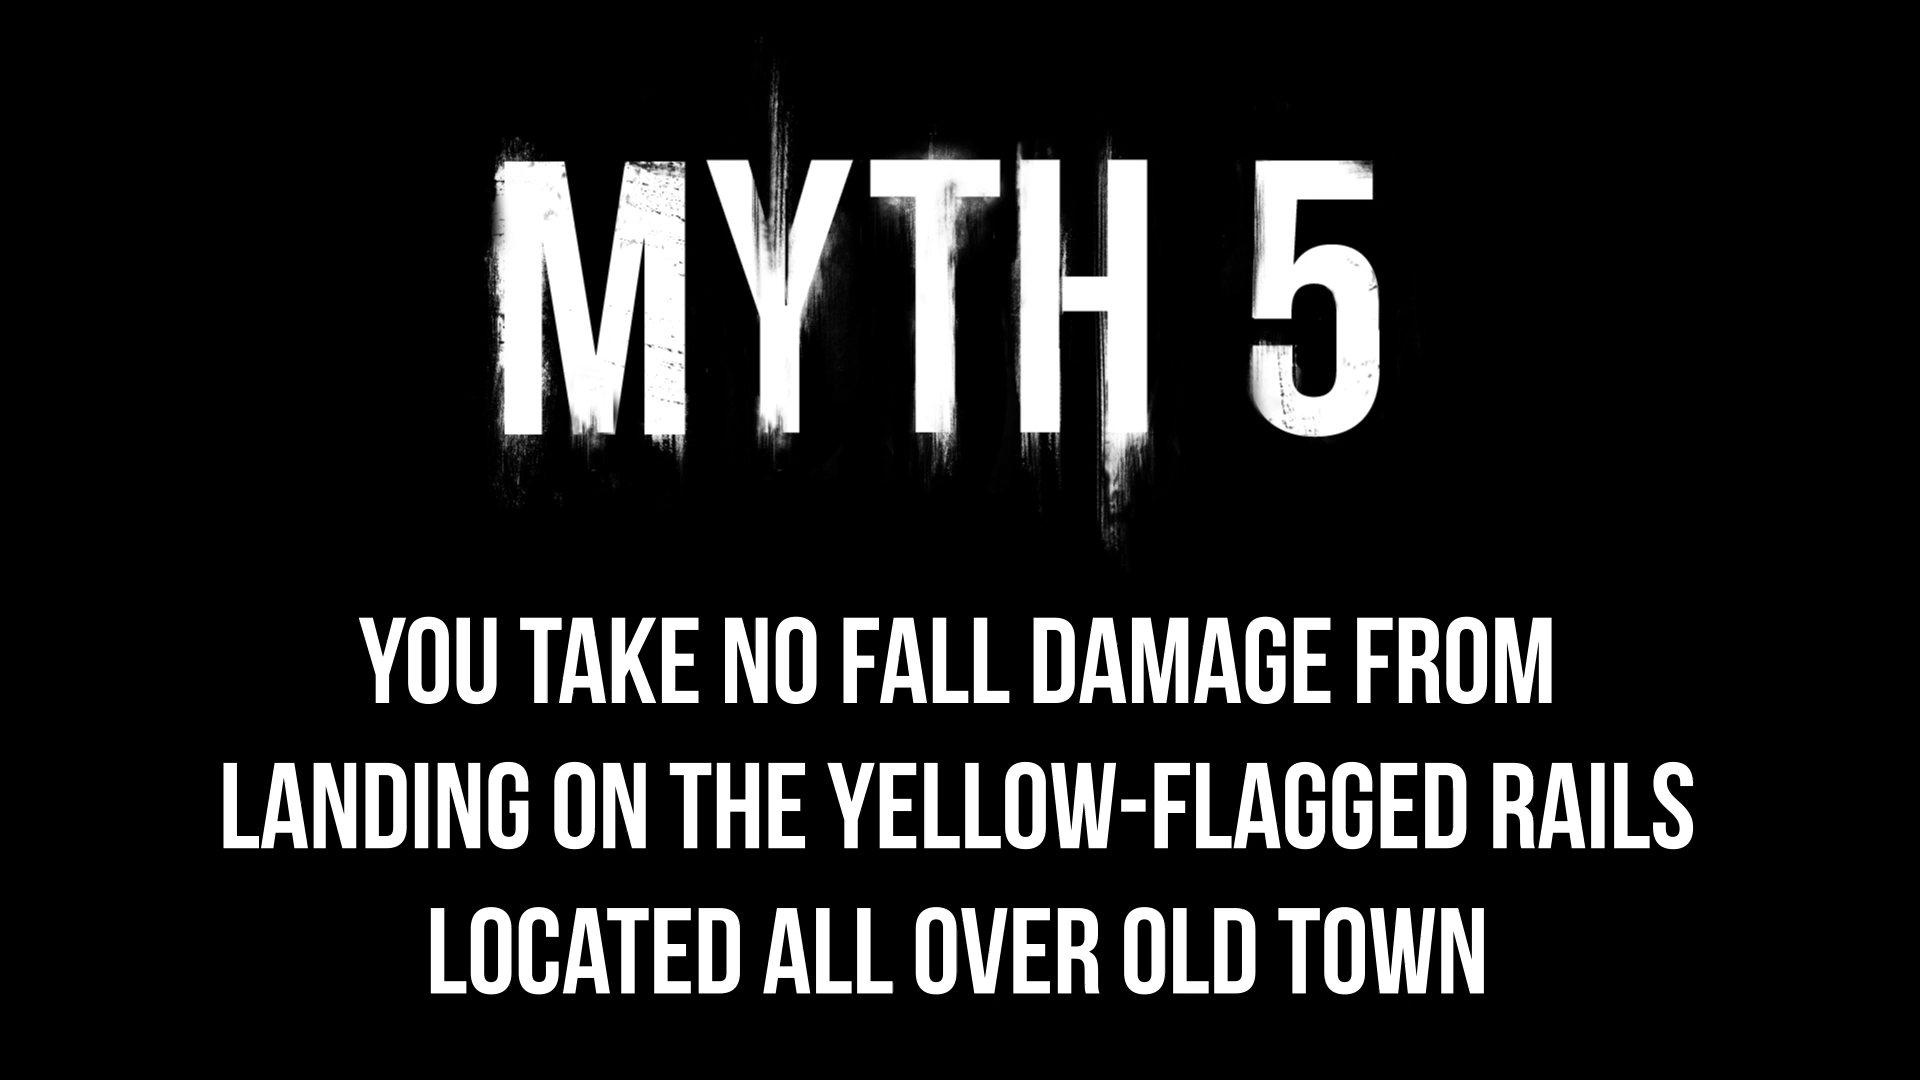 MYTH 5
YOU TAKE NO FALL DAMAGE FROM
LANDING ON THE YELLOW-FLAGGED RAILS
LOCATED ALL OVER OLD TOWN